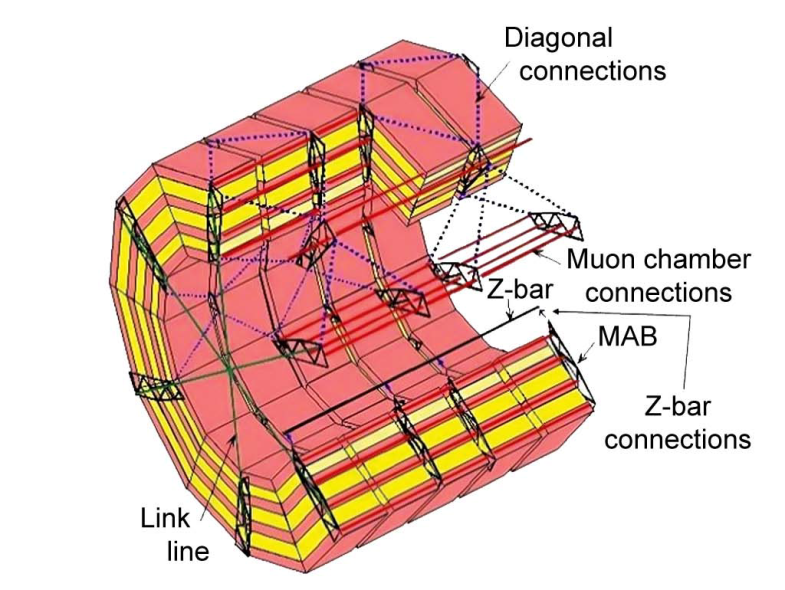 Diagonal
connections
Muon chamber
connections
Z-bar
MAB
Z-bar
connections
Link
line